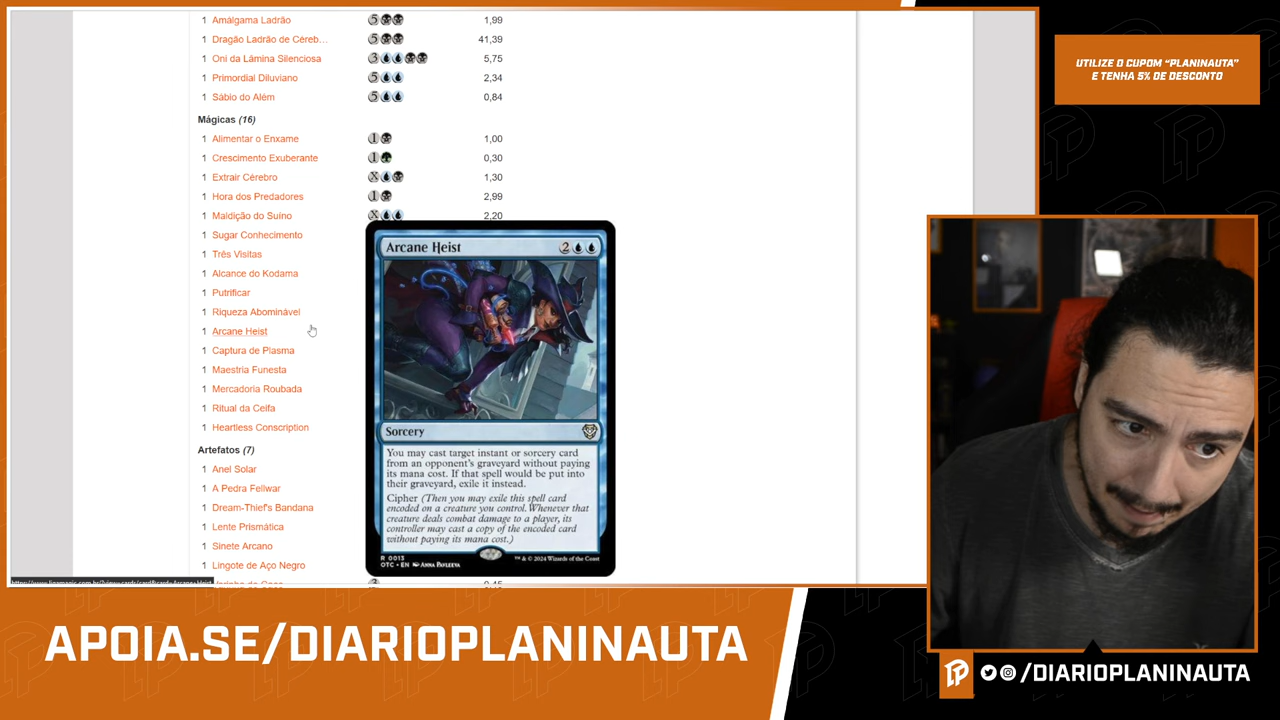 1 Amálgama Ladrão 5 1,99
1 Dragão Ladrão de Céreb... 5 41,39
1 Oni da Lâmina Silenciosa 3 5,75
1 Primordial Diluviano 5 2,34
1 Sábio do Além 5 0,84
Mágicas (16)
1 Alimentar o Enxame 1 1,00
1 Crescimento Exuberante 1 0,30
1 Extrair Cérebro X 1,30
1 Hora dos Predadores 1 2,99
1 Maldição do Suíno X 2,20
1 Sugar Conhecimento
1 Três Visitas
1 Alcance do Kodama
1 Putrificar
1 Riqueza Abominável
1 Arcane Heist
1 Captura de Plasma
1 Maestria Funesta
1 Mercadoria Roubada
1 Ritual da Ceifa
1 Heartless Conscription
Artefatos (7)
1 Anel Solar
1 A Pedra Fellwar
1 Dream-Thief's Bandana
1 Lente Prismática
1 Sinete Arcano
1 Lingote de Aço Negro
Arcane Heist 2
Sorcery
You may cast target instant or sorcery card
from an opponent's graveyard without paying
its mana cost. If that spell would be put into
their graveyard, exile it instead.
Cipher (Then you may exile this spell card
encoded on a creature you control. Whenever that
creature deals combat damage to a player, its
controller may cast a copy of the encoded card
without paying its mana cost.)
R 0015
OTC • EN ANNA PAVLEEVA
™ & © 2024 Wizards of the Coast
UTILIZE O CUPOM “PLANINAUTA”
E TENHA 5% DE DESCONTO
APOIA.SE/DIARIOPLANINAUTA
/DIARIOPLANINAUTA